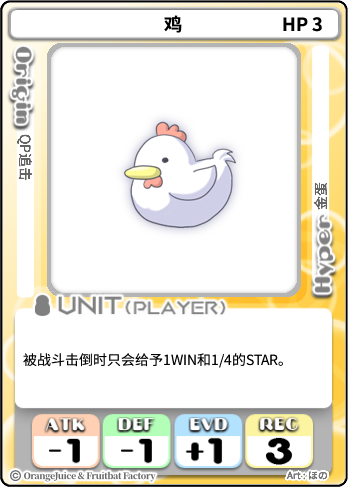 鸡 HP 3
Origin
QP追击
Hyper
金蛋
UNIT(PLAYER)
被战斗击倒时只会给予1WIN和1/4的STAR。
ATK DEF EVD REC
-1 -1 +1 3
© OrangeJuice & Fruitbat Factory Art : ほの